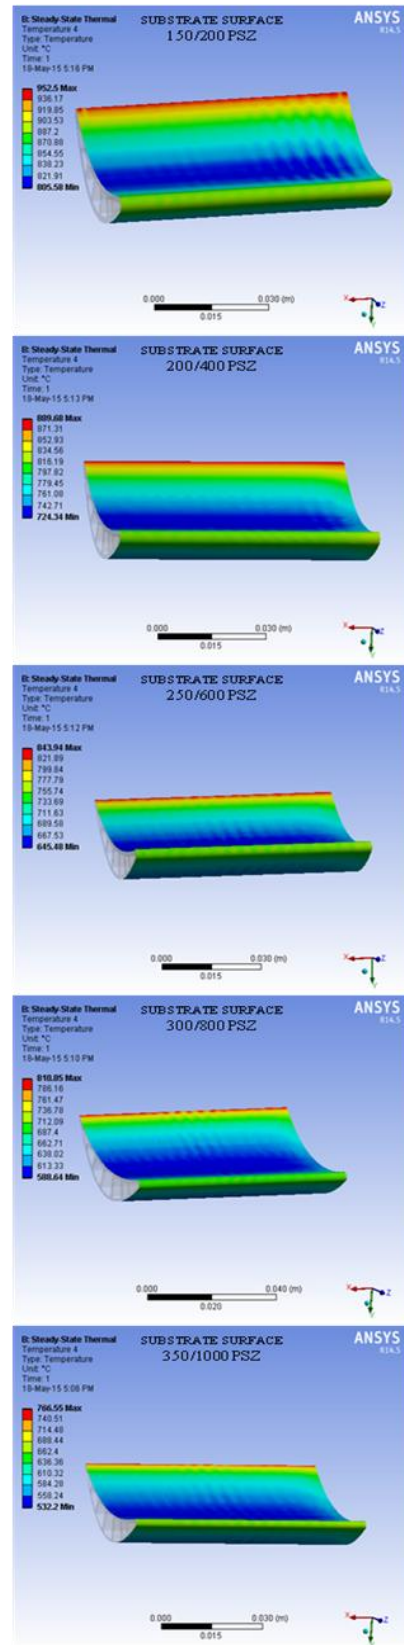 B: Steady-State Thermal
Temperature 4
Type: Temperature
Unit: °C
Time: 1
18-May-15 5:16 PM
SUBSTRATE SURFACE
150/200 PSZ
ANSYS
R14.5
952.5 Max
936.17
919.85
903.53
887.2
870.88
854.55
838.23
821.91
805.58 Min
0.000
0.030 (m)
0.015
X
Z
Y
B: Steady-State Thermal
Temperature 4
Type: Temperature
Unit: °C
Time: 1
18-May-15 5:13 PM
SUBSTRATE SURFACE
200/400 PSZ
ANSYS
R14.5
889.68 Max
871.31
852.93
834.56
816.19
797.82
779.45
761.08
742.71
724.34 Min
0.000
0.030 (m)
0.015
X
Z
Y
B: Steady-State Thermal
Temperature 4
Type: Temperature
Unit: °C
Time: 1
18-May-15 5:12 PM
SUBSTRATE SURFACE
250/600 PSZ
ANSYS
R14.5
843.94 Max
821.89
799.84
777.79
755.74
733.69
711.63
689.58
667.53
645.48 Min
0.000
0.030 (m)
0.015
X
Z
Y
B: Steady-State Thermal
Temperature 4
Type: Temperature
Unit: °C
Time: 1
18-May-15 5:10 PM
SUBSTRATE SURFACE
300/800 PSZ
ANSYS
R14.5
810.85 Max
786.16
761.47
736.78
712.09
687.4
662.71
638.02
613.33
588.64 Min
0.000
0.040 (m)
0.020
X
Z
Y
B: Steady-State Thermal
Temperature 4
Type: Temperature
Unit: °C
Time: 1
18-May-15 5:08 PM
SUBSTRATE SURFACE
350/1000 PSZ
ANSYS
R14.5
766.55 Max
740.51
714.48
688.44
662.4
636.36
610.32
584.28
558.24
532.2 Min
0.000
0.030 (m)
0.015
X
Z
Y